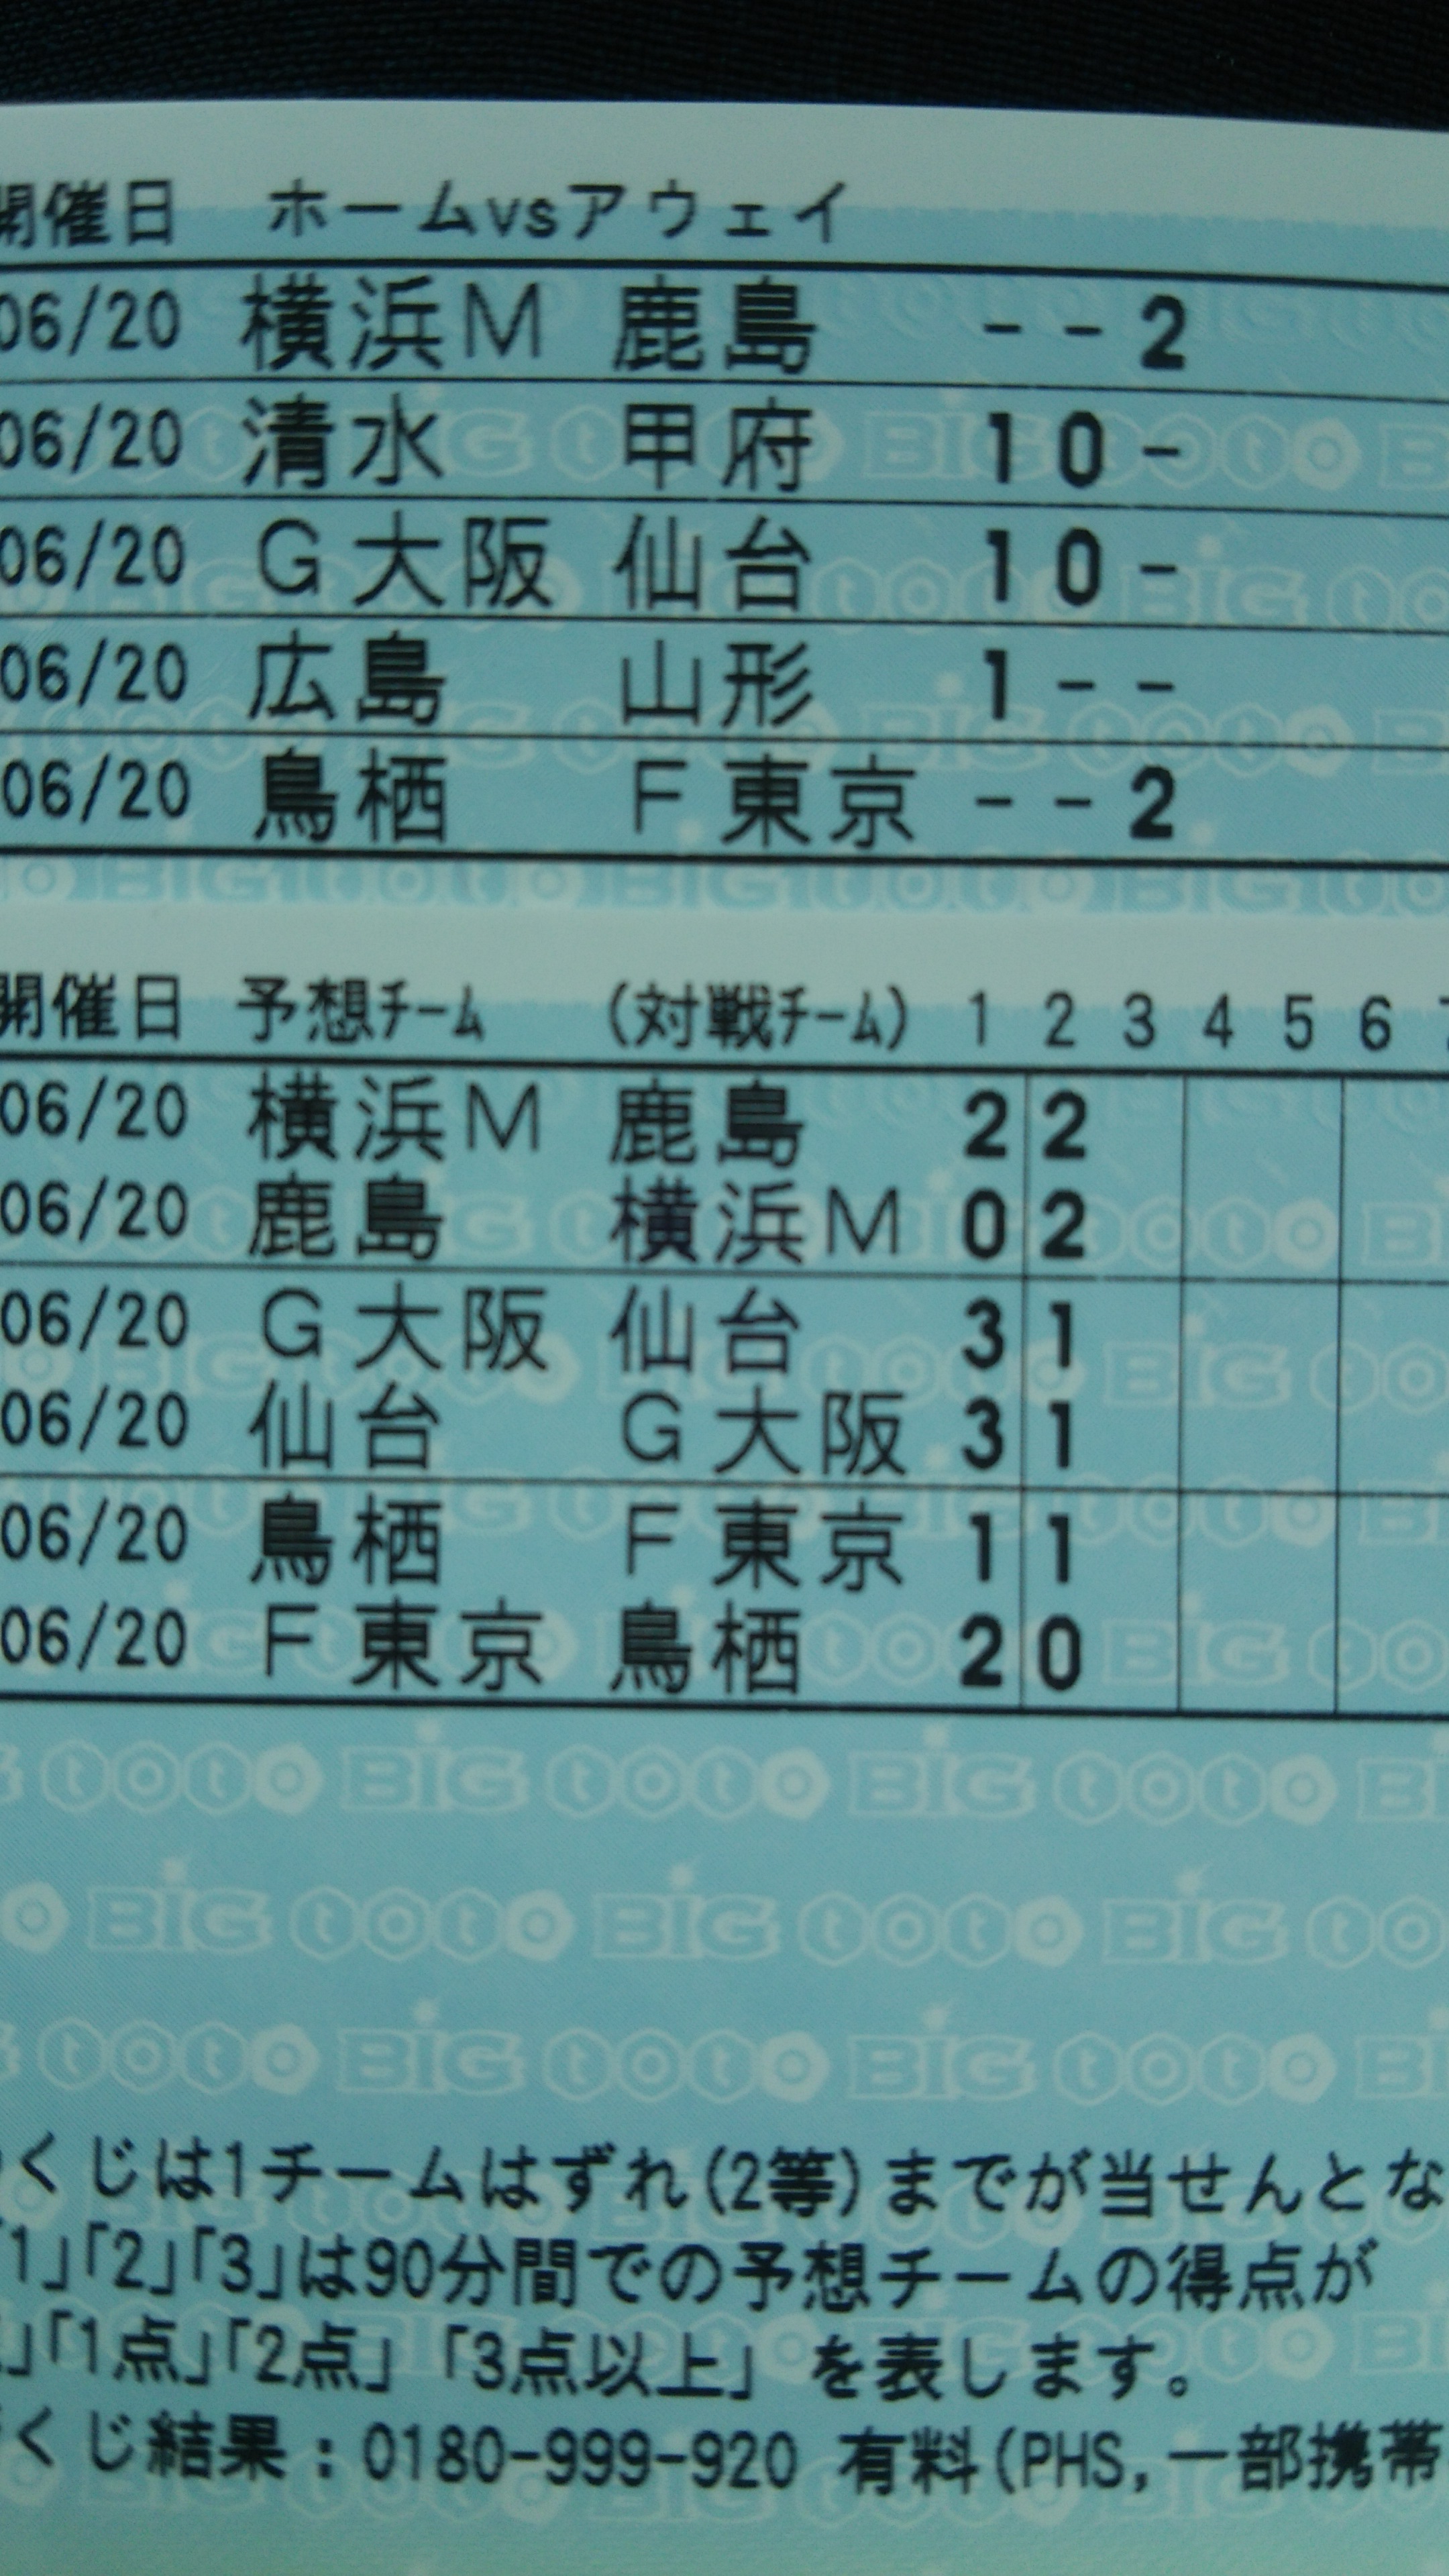 開催日 ホームvsアウェイ
06/20 横浜M 鹿島 - - 2
06/20 清水 甲府 1 0 -
06/20 G大阪 仙台 1 0 -
06/20 広島 山形 1 - -
06/20 鳥栖 F東京 - - 2
開催日 予想チーム (対戦チーム) 1 2 3 4 5 6
06/20 横浜M 鹿島 2 2
06/20 鹿島 横浜M 0 2
06/20 G大阪 仙台 3 1
06/20 仙台 G大阪 3 1
06/20 鳥栖 F東京 1 1
06/20 F東京 鳥栖 2 0
BIG toto BIG toto BIG toto
くじは1チームはずれ(2等)までが当せんとな
1」「2」「3」は90分間での予想チームの得点が
」「1点」「2点」「3点以上」を表します。
くじ結果:0180-999-920 有料(PHS,一部携帯